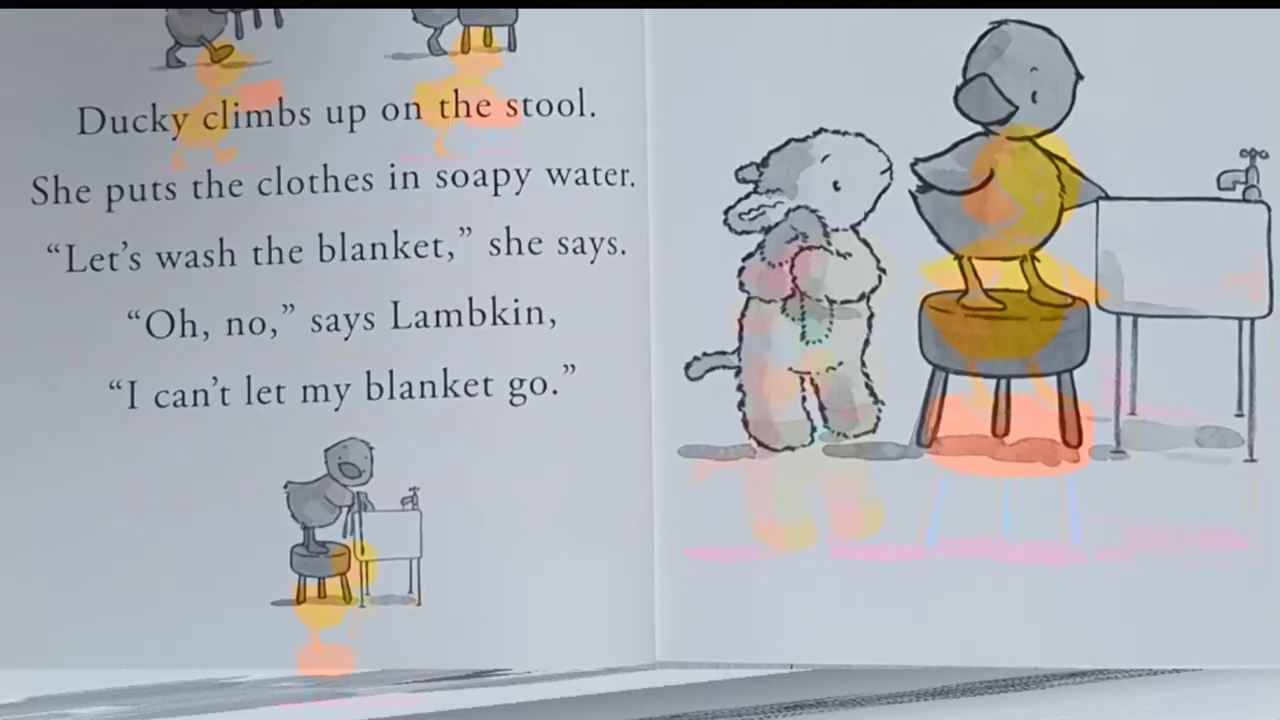 Ducky climbs up on the stool.
She puts the clothes in soapy water.
“Let’s wash the blanket,” she says.
“Oh, no,” says Lambkin,
“I can’t let my blanket go.”